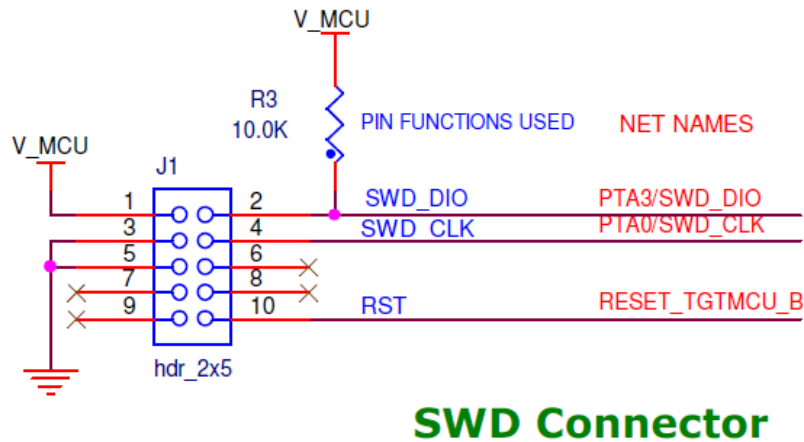 V_MCU
R3
10.0K
PIN FUNCTIONS USED NET NAMES
V_MCU
J1
1 2 SWD_DIO PTA3/SWD_DIO
3 4 SWD_CLK PTA0/SWD_CLK
5 6
7 8
9 10 RST RESET_TGTMCU_B
hdr_2x5
SWD Connector